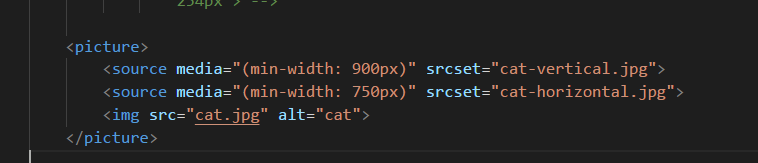 254px"> -->
<picture>
<source media="(min-width: 900px)" srcset="cat-vertical.jpg">
<source media="(min-width: 750px)" srcset="cat-horizontal.jpg">
<img src="cat.jpg" alt="cat">
</picture>